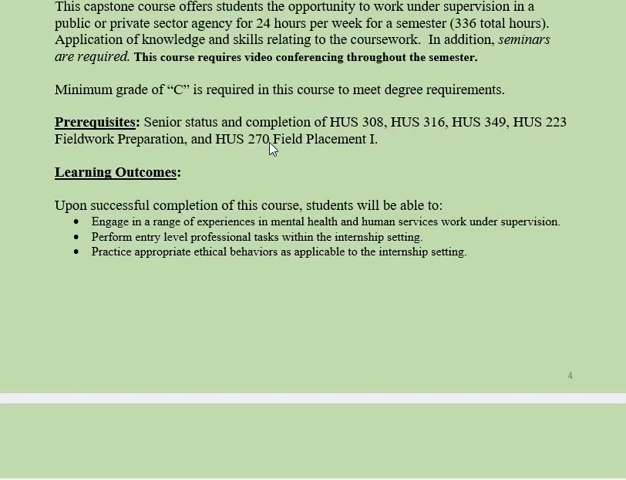 This capstone course offers students the opportunity to work under supervision in a
public or private sector agency for 24 hours per week for a semester (336 total hours).
Application of knowledge and skills relating to the coursework.  In addition, seminars
are required. This course requires video conferencing throughout the semester.
Minimum grade of “C” is required in this course to meet degree requirements.
Prerequisites: Senior status and completion of HUS 308, HUS 316, HUS 349, HUS 223
Fieldwork Preparation, and HUS 270 Field Placement I.
Learning Outcomes:
Upon successful completion of this course, students will be able to:
• Engage in a range of experiences in mental health and human services work under supervision.
• Perform entry level professional tasks within the internship setting.
• Practice appropriate ethical behaviors as applicable to the internship setting.
4